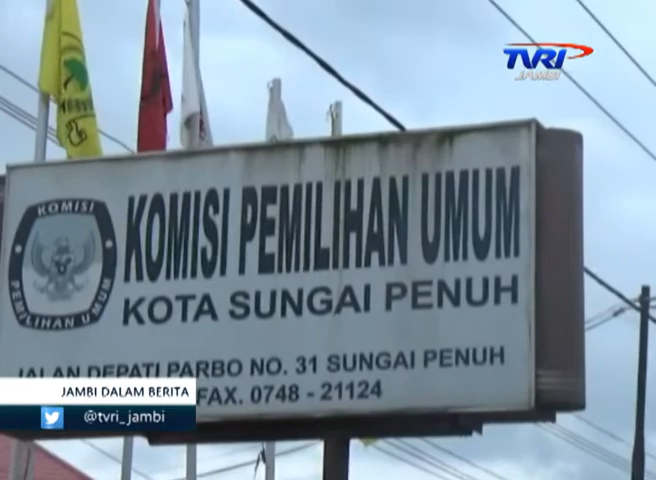 TVRI
JAMBI
KOMISI
PEMILIHAN UMUM
KOMISI PEMILIHAN UMUM
KOTA SUNGAI PENUH
JALAN DEPATI PARBO NO. 31 SUNGAI PENUH
FAX. 0748 - 21124
JAMBI DALAM BERITA
@tvri_jambi